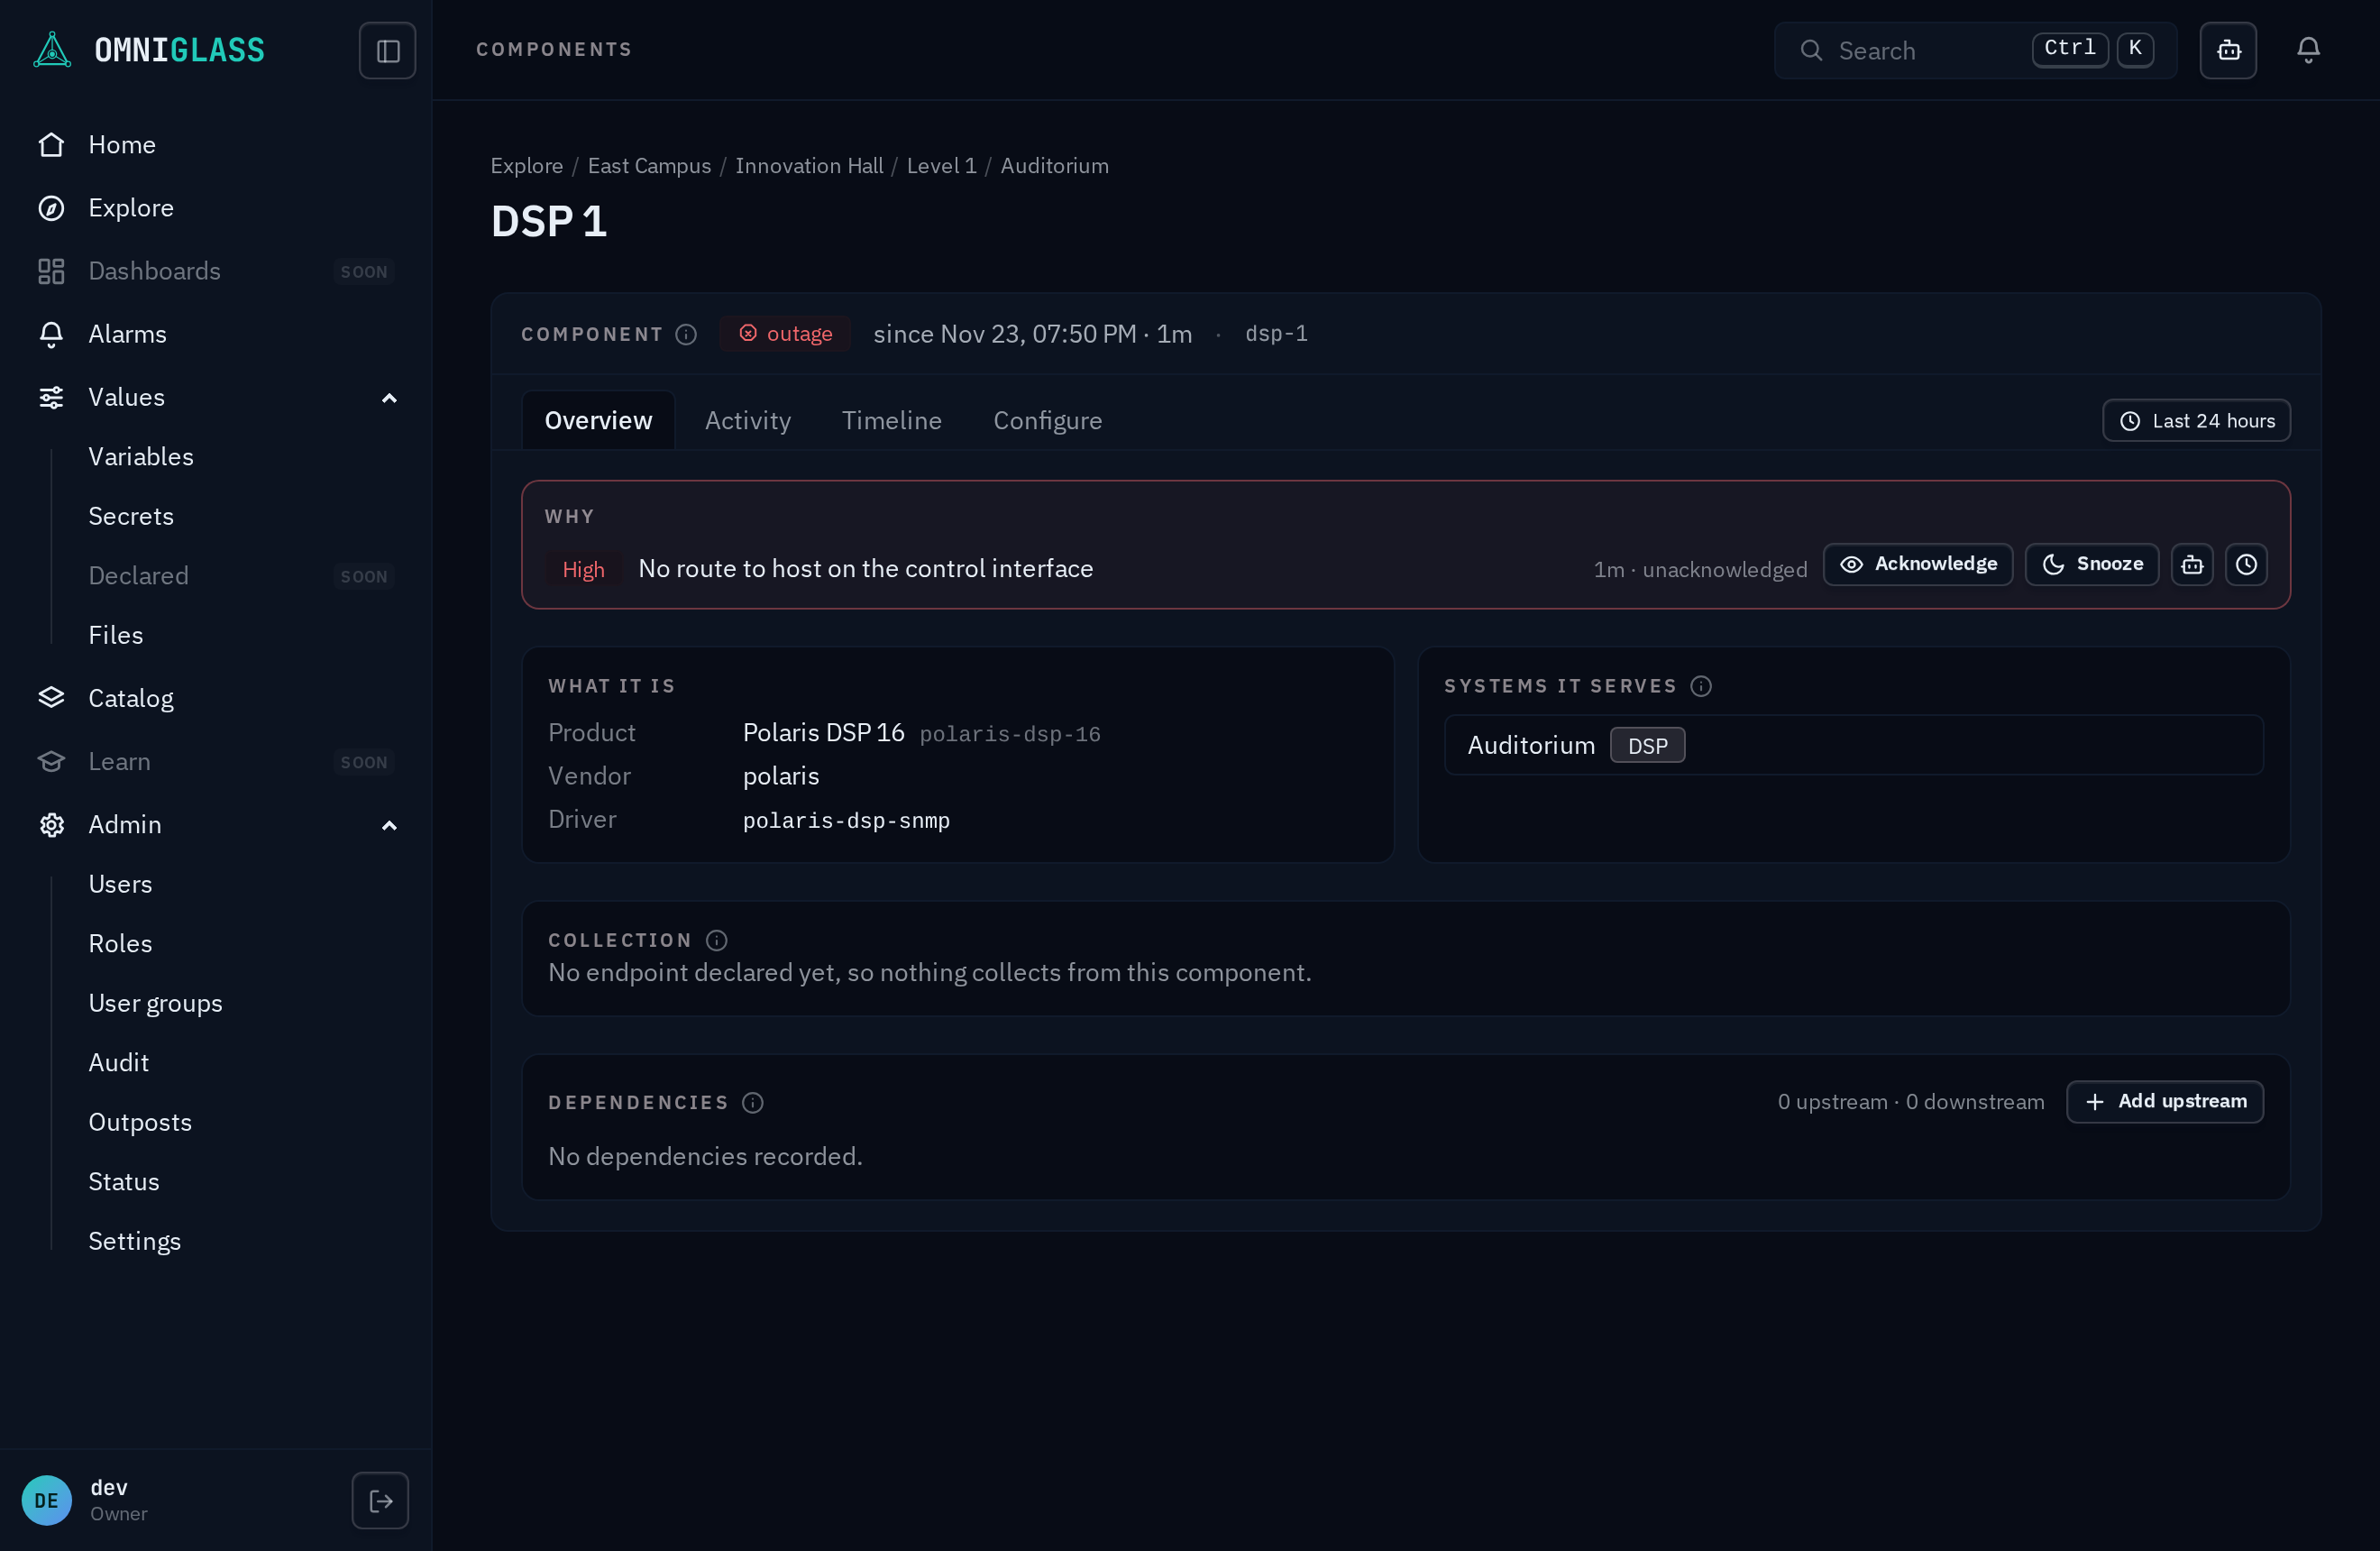 OMNIGLASS
Home
Explore
Dashboards SOON
Alarms
Values
Variables
Secrets
Declared SOON
Files
Catalog
Learn SOON
Admin
Users
Roles
User groups
Audit
Outposts
Status
Settings
DE
dev
Owner
COMPONENTS
Search Ctrl K
Explore / East Campus / Innovation Hall / Level 1 / Auditorium
DSP 1
COMPONENT outage since Nov 23, 07:50 PM · 1m · dsp-1
Overview Activity Timeline Configure Last 24 hours
WHY
High No route to host on the control interface 1m · unacknowledged Acknowledge Snooze
WHAT IT IS
Product Polaris DSP 16 polaris-dsp-16
Vendor polaris
Driver polaris-dsp-snmp
SYSTEMS IT SERVES
Auditorium DSP
COLLECTION
No endpoint declared yet, so nothing collects from this component.
DEPENDENCIES 0 upstream · 0 downstream Add upstream
No dependencies recorded.